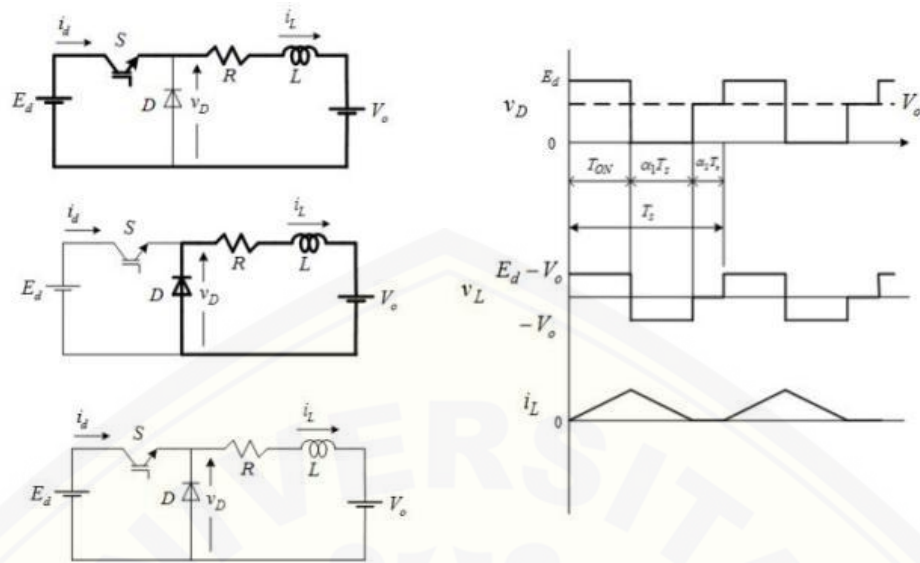 i_d
S
i_L
R
L
E_d
D
v_D
V_o
i_d
S
i_L
R
L
E_d
D
v_D
V_o
i_d
S
i_L
R
L
E_d
D
v_D
V_o
E_d
v_D
V_o
0
T_ON
α_1T_s
α_2T_s
T_s
E_d − V_o
v_L
−V_o
i_L
0